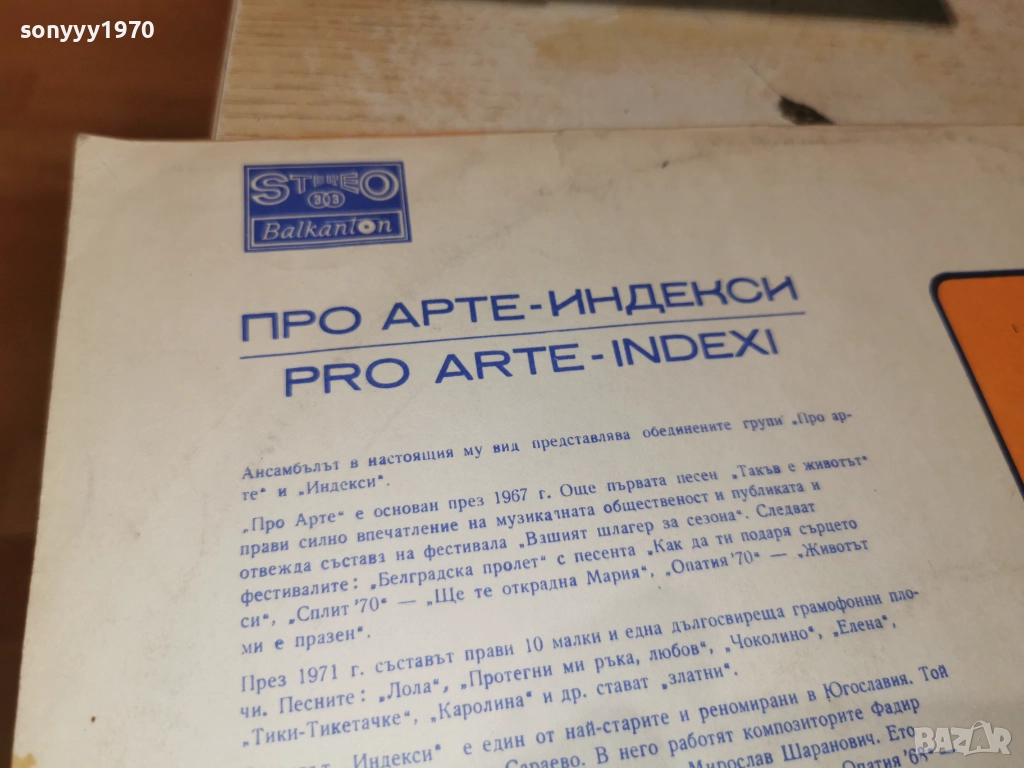 sonyyy1970
STEREO
33
Balkanton
ПРО АРТЕ-ИНДЕКСИ
PRO ARTE-INDEXI
Ансамбълът в настоящия му вид представлява обединените групи „Про ар-
те“ и „Индекси“.
„Про Арте“ е основан през 1967 г. Още първата песен „Такъв е животът“
прави силно впечатление на музикалната общественост и публиката и
отвежда състава на фестивала „Вашият шлагер за сезона“. Следват
фестивалите: „Белградска пролет“ с песента „Как да ти подаря сърцето
си“, „Сплит '70“ — „Ще те открадна Мария“, „Опатия '70“ — „Животът
ми е празен“.
През 1971 г. съставът прави 10 малки и една дългосвиреща грамофонни пло-
чи. Песните: „Лола“, „Протегни ми ръка, любов“, „Чоколино“, „Елена“,
„Тики-Тикетачке“, „Каролина“ и др. стават „златни“.
Индекси“ е един от най-старите и реномирани в Югославия. Той
Сараево. В него работят композиторите Фадир
Мирослав Шаранович. Ето
Опатия
BAZAR